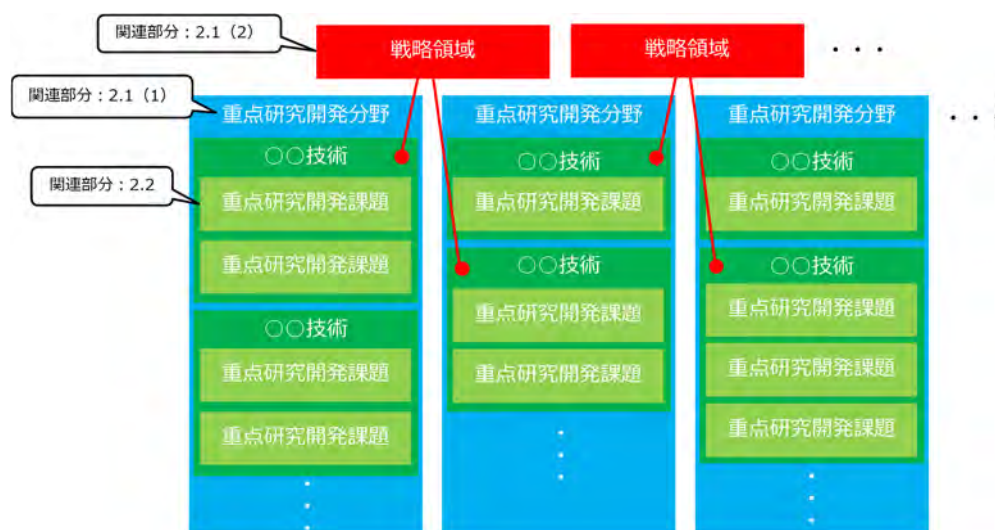 関連部分：2.1（2）
戦略領域
戦略領域
・・・
関連部分：2.1（1）
重点研究開発分野
重点研究開発分野
重点研究開発分野
・・・
関連部分：2.2
〇〇技術
重点研究開発課題
重点研究開発課題
〇〇技術
重点研究開発課題
重点研究開発課題
・・・
〇〇技術
重点研究開発課題
〇〇技術
重点研究開発課題
重点研究開発課題
・・・
〇〇技術
重点研究開発課題
〇〇技術
重点研究開発課題
重点研究開発課題
重点研究開発課題
・・・